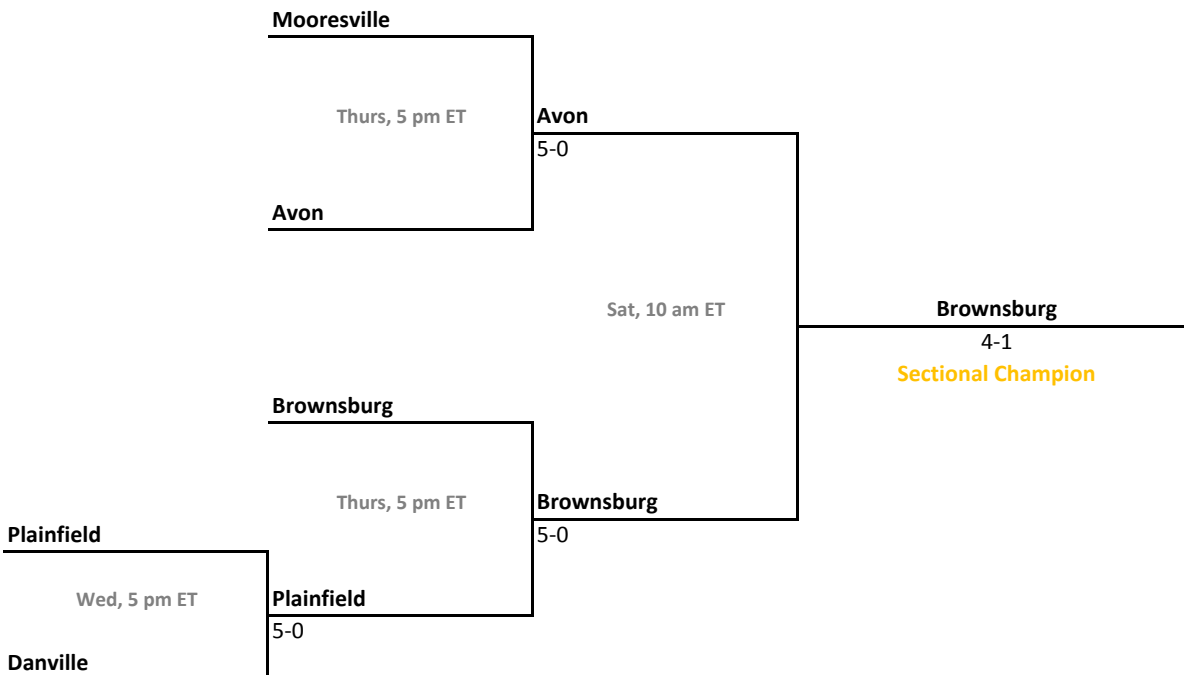 Mooresville
Thurs, 5 pm ET
Avon
5-0
Avon
Sat, 10 am ET
Brownsburg
4-1
Sectional Champion
Brownsburg
Thurs, 5 pm ET
Brownsburg
5-0
Plainfield
Wed, 5 pm ET
Plainfield
5-0
Danville